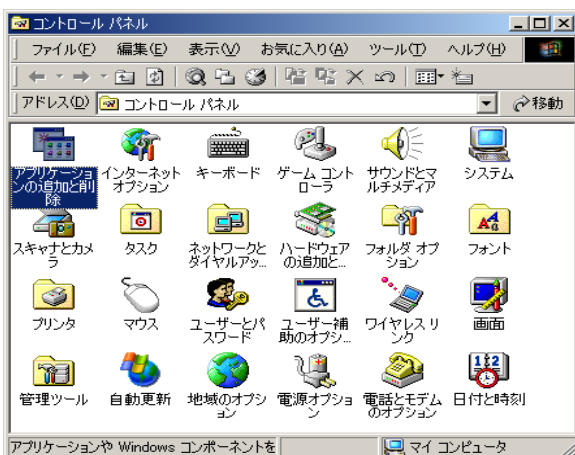 コントロール パネル
ファイル(F) 編集(E) 表示(V) お気に入り(A) ツール(T) ヘルプ(H)
アドレス(D) コントロール パネル 移動
アプリケーショ
ンの追加と削
除
インターネット
オプション
キーボード
ゲーム コント
ローラ
サウンドとマ
ルチメディア
システム
スキャナとカメ
ラ
タスク
ネットワークと
ダイヤルアッ...
ハードウェア
の追加と...
フォルダ オプ
ション
フォント
プリンタ
マウス
ユーザーとパ
スワード
ユーザー補
助のオプシ...
ワイヤレス リ
ンク
画面
管理ツール
自動更新
地域のオプシ
ョン
電源オプショ
ン
電話とモデム
のオプション
日付と時刻
アプリケーションや Windows コンポーネントを マイ コンピュータ